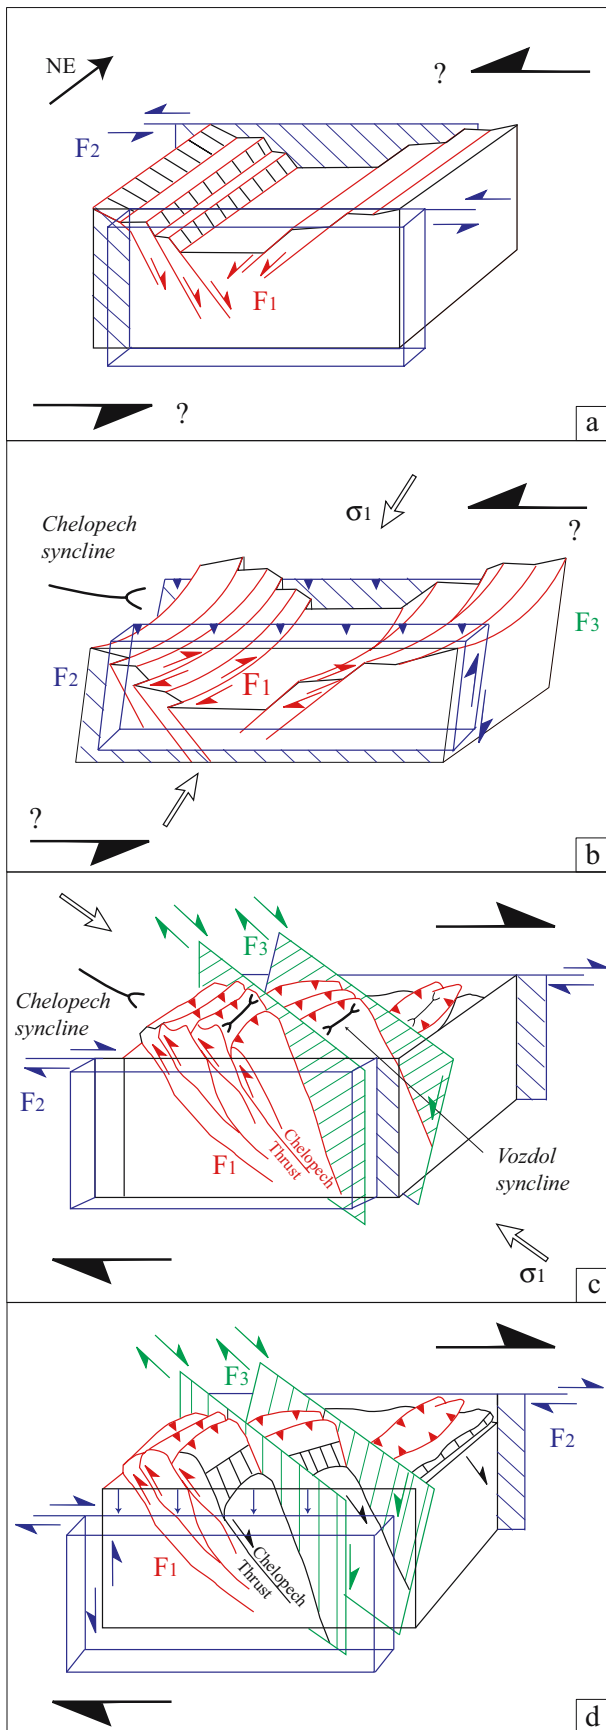 NE
?
F2
F1
?
a
σ1
Chelopech
syncline
?
F3
F2
F1
?
b
F3
Chelopech
syncline
F2
F1
Chelopech
Thrust
Vozdol
syncline
σ1
c
F3
F2
F1
Chelopech
Thrust
d